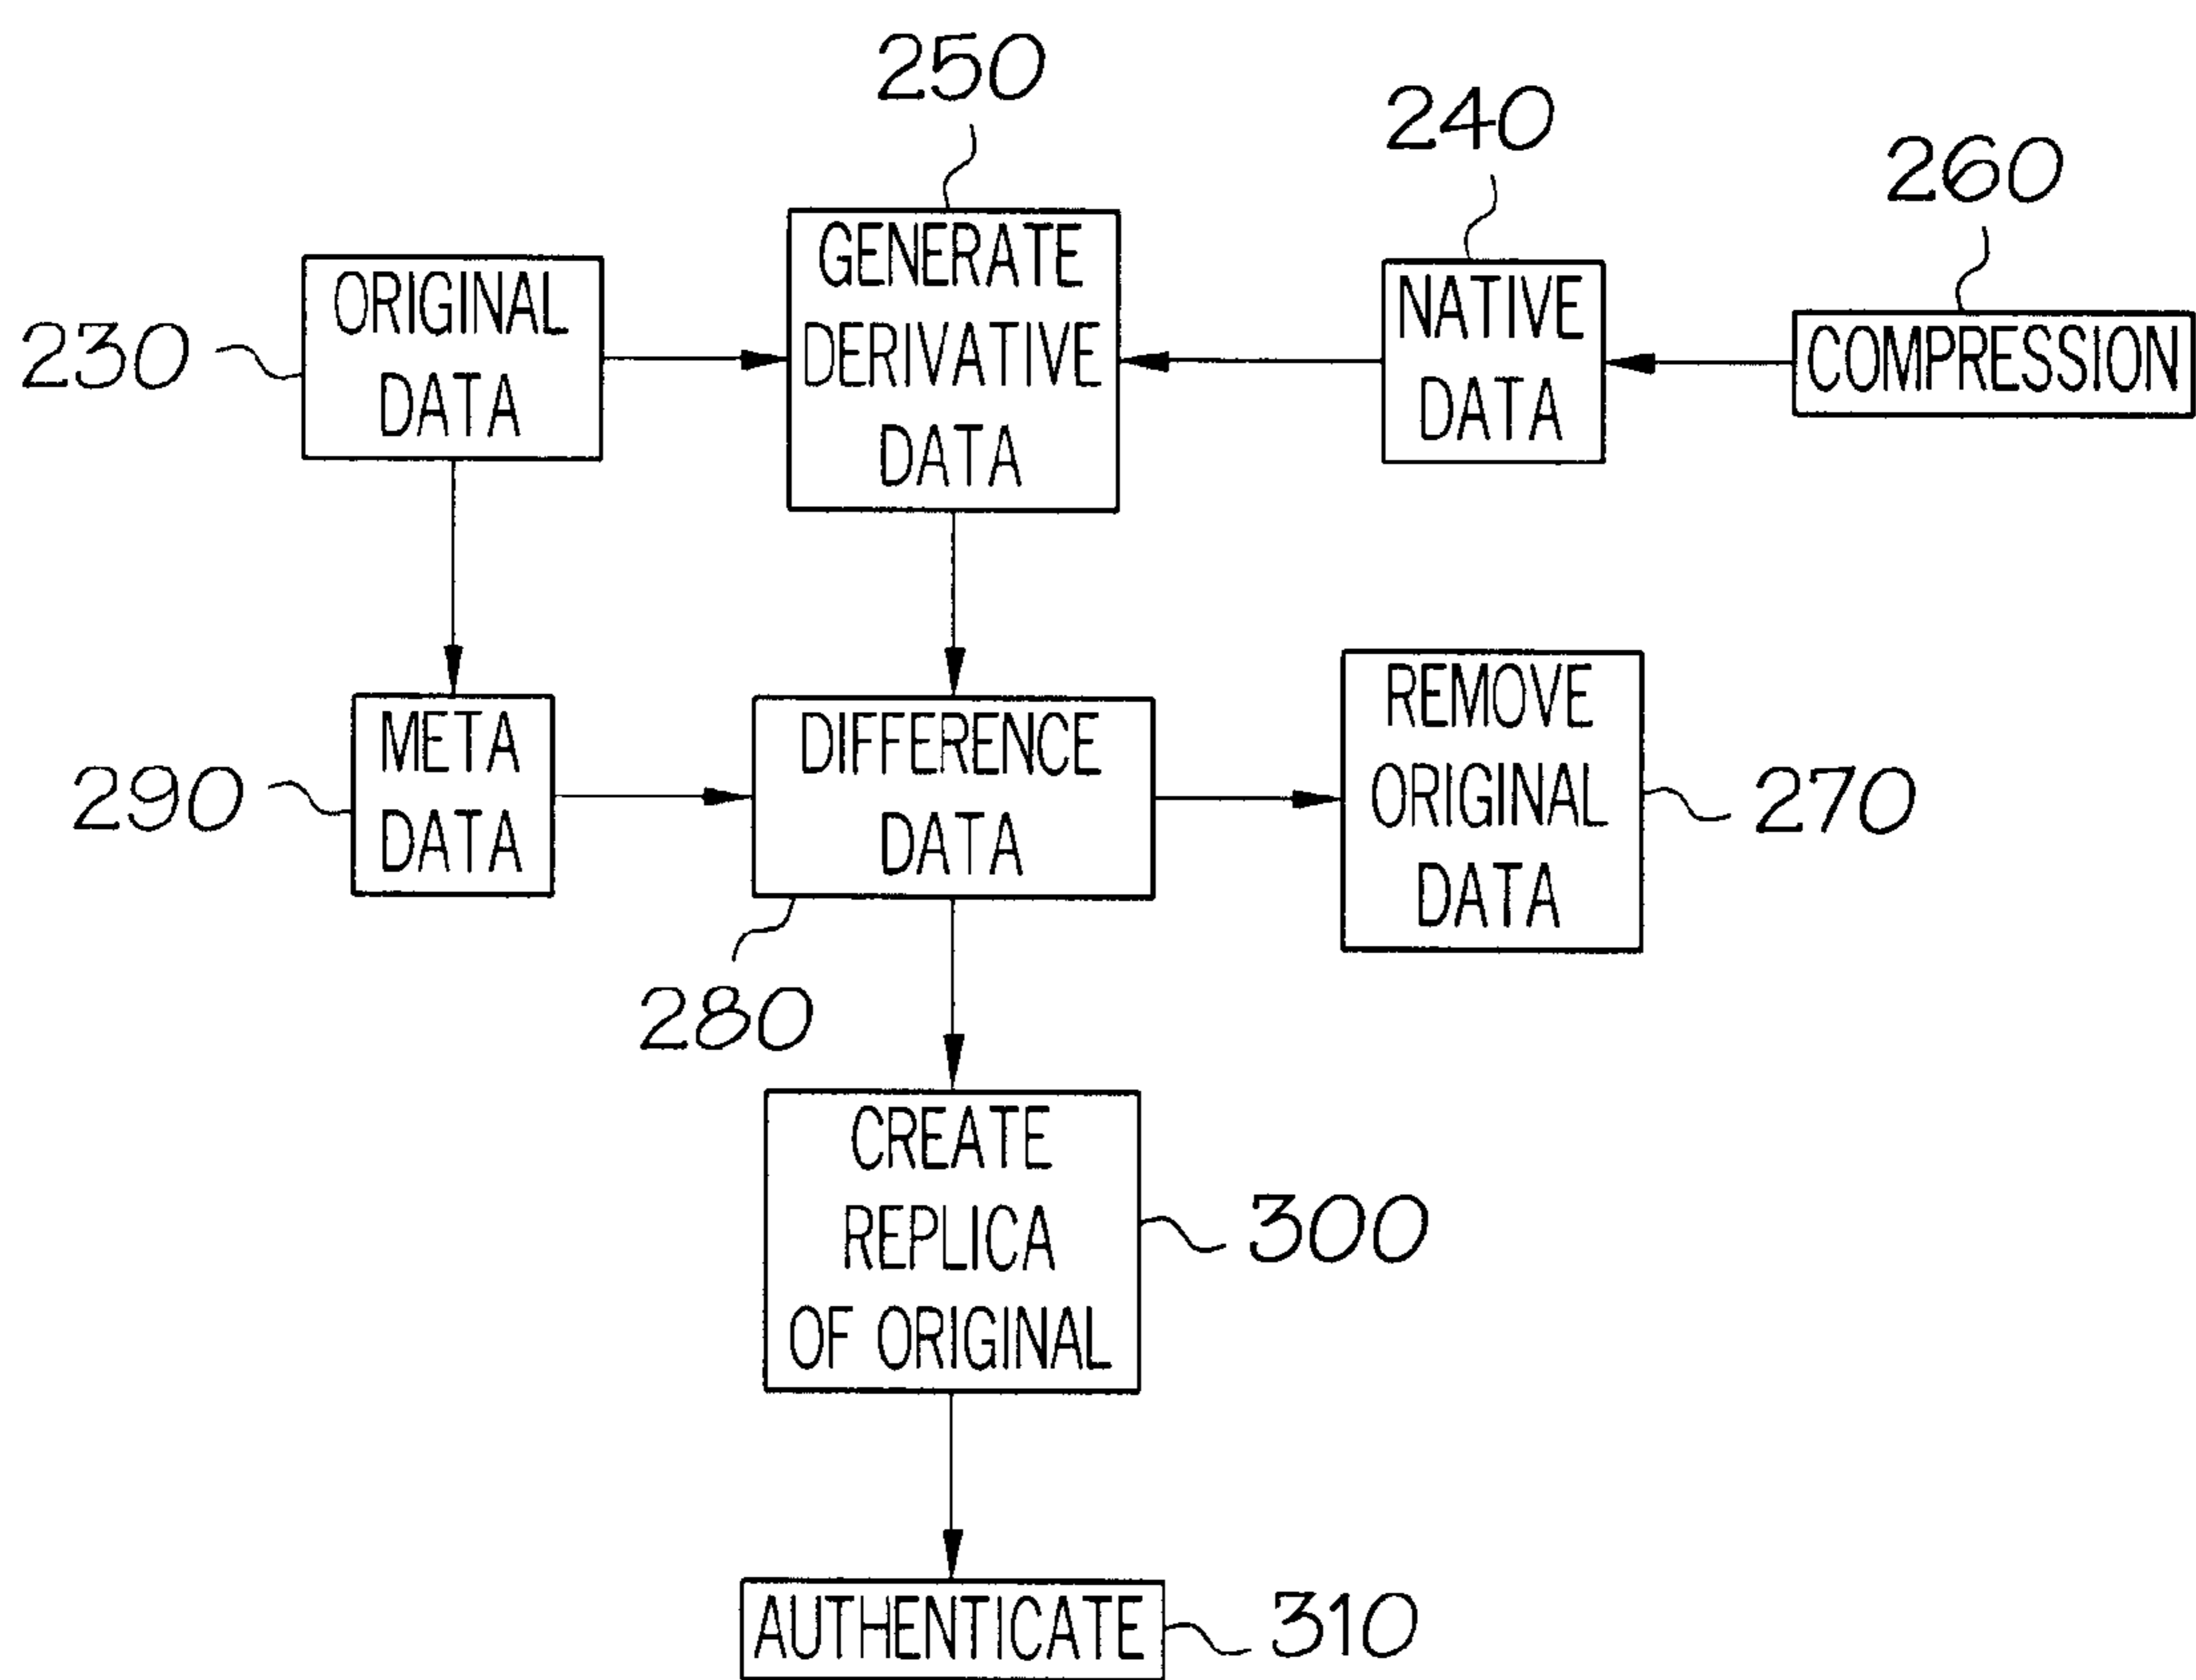 250
240
260
GENERATE
DERIVATIVE
DATA
ORIGINAL
DATA
230
NATIVE
DATA
COMPRESSION
META
DATA
290
DIFFERENCE
DATA
280
REMOVE
ORIGINAL
DATA
270
CREATE
REPLICA
OF ORIGINAL
300
AUTHENTICATE
310